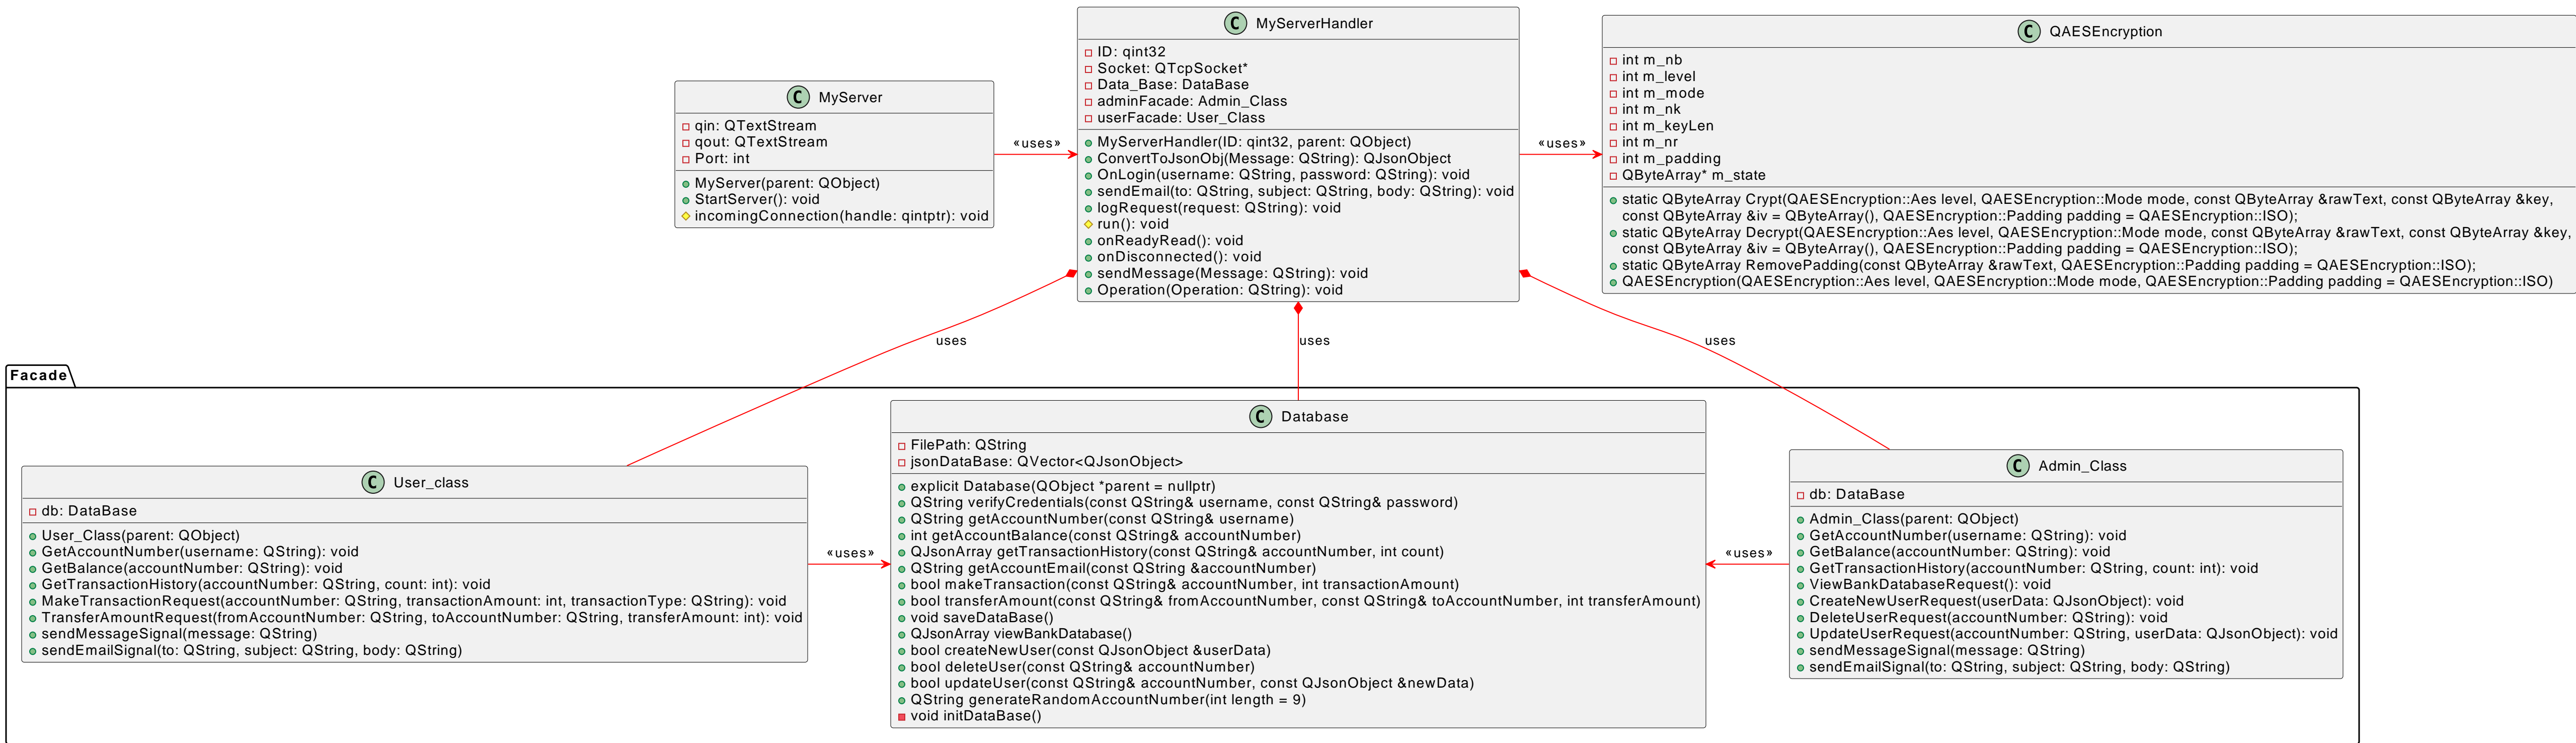 MyServer
qin: QTextStream
qout: QTextStream
Port: int
MyServer(parent: QObject)
StartServer(): void
incomingConnection(handle: qintptr): void
«uses»
MyServerHandler
ID: qint32
Socket: QTcpSocket*
Data_Base: DataBase
adminFacade: Admin_Class
userFacade: User_Class
MyServerHandler(ID: qint32, parent: QObject)
ConvertToJsonObj(Message: QString): QJsonObject
OnLogin(username: QString, password: QString): void
sendEmail(to: QString, subject: QString, body: QString): void
logRequest(request: QString): void
run(): void
onReadyRead(): void
onDisconnected(): void
sendMessage(Message: QString): void
Operation(Operation: QString): void
«uses»
QAESEncryption
int m_nb
int m_level
int m_mode
int m_nk
int m_keyLen
int m_nr
int m_padding
QByteArray* m_state
static QByteArray Crypt(QAESEncryption::Aes level, QAESEncryption::Mode mode, const QByteArray &rawText, const QByteArray &key,
const QByteArray &iv = QByteArray(), QAESEncryption::Padding padding = QAESEncryption::ISO);
static QByteArray Decrypt(QAESEncryption::Aes level, QAESEncryption::Mode mode, const QByteArray &rawText, const QByteArray &key,
const QByteArray &iv = QByteArray(), QAESEncryption::Padding padding = QAESEncryption::ISO);
static QByteArray RemovePadding(const QByteArray &rawText, QAESEncryption::Padding padding = QAESEncryption::ISO);
QAESEncryption(QAESEncryption::Aes level, QAESEncryption::Mode mode, QAESEncryption::Padding padding = QAESEncryption::ISO)
uses
uses
uses
Facade
User_class
db: DataBase
User_Class(parent: QObject)
GetAccountNumber(username: QString): void
GetBalance(accountNumber: QString): void
GetTransactionHistory(accountNumber: QString, count: int): void
MakeTransactionRequest(accountNumber: QString, transactionAmount: int, transactionType: QString): void
TransferAmountRequest(fromAccountNumber: QString, toAccountNumber: QString, transferAmount: int): void
sendMessageSignal(message: QString)
sendEmailSignal(to: QString, subject: QString, body: QString)
«uses»
Database
FilePath: QString
jsonDataBase: QVector<QJsonObject>
explicit Database(QObject *parent = nullptr)
QString verifyCredentials(const QString& username, const QString& password)
QString getAccountNumber(const QString& username)
int getAccountBalance(const QString& accountNumber)
QJsonArray getTransactionHistory(const QString& accountNumber, int count)
QString getAccountEmail(const QString &accountNumber)
bool makeTransaction(const QString& accountNumber, int transactionAmount)
bool transferAmount(const QString& fromAccountNumber, const QString& toAccountNumber, int transferAmount)
void saveDataBase()
QJsonArray viewBankDatabase()
bool createNewUser(const QJsonObject &userData)
bool deleteUser(const QString& accountNumber)
bool updateUser(const QString& accountNumber, const QJsonObject &newData)
QString generateRandomAccountNumber(int length = 9)
void initDataBase()
«uses»
Admin_Class
db: DataBase
Admin_Class(parent: QObject)
GetAccountNumber(username: QString): void
GetBalance(accountNumber: QString): void
GetTransactionHistory(accountNumber: QString, count: int): void
ViewBankDatabaseRequest(): void
CreateNewUserRequest(userData: QJsonObject): void
DeleteUserRequest(accountNumber: QString): void
UpdateUserRequest(accountNumber: QString, userData: QJsonObject): void
sendMessageSignal(message: QString)
sendEmailSignal(to: QString, subject: QString, body: QString)